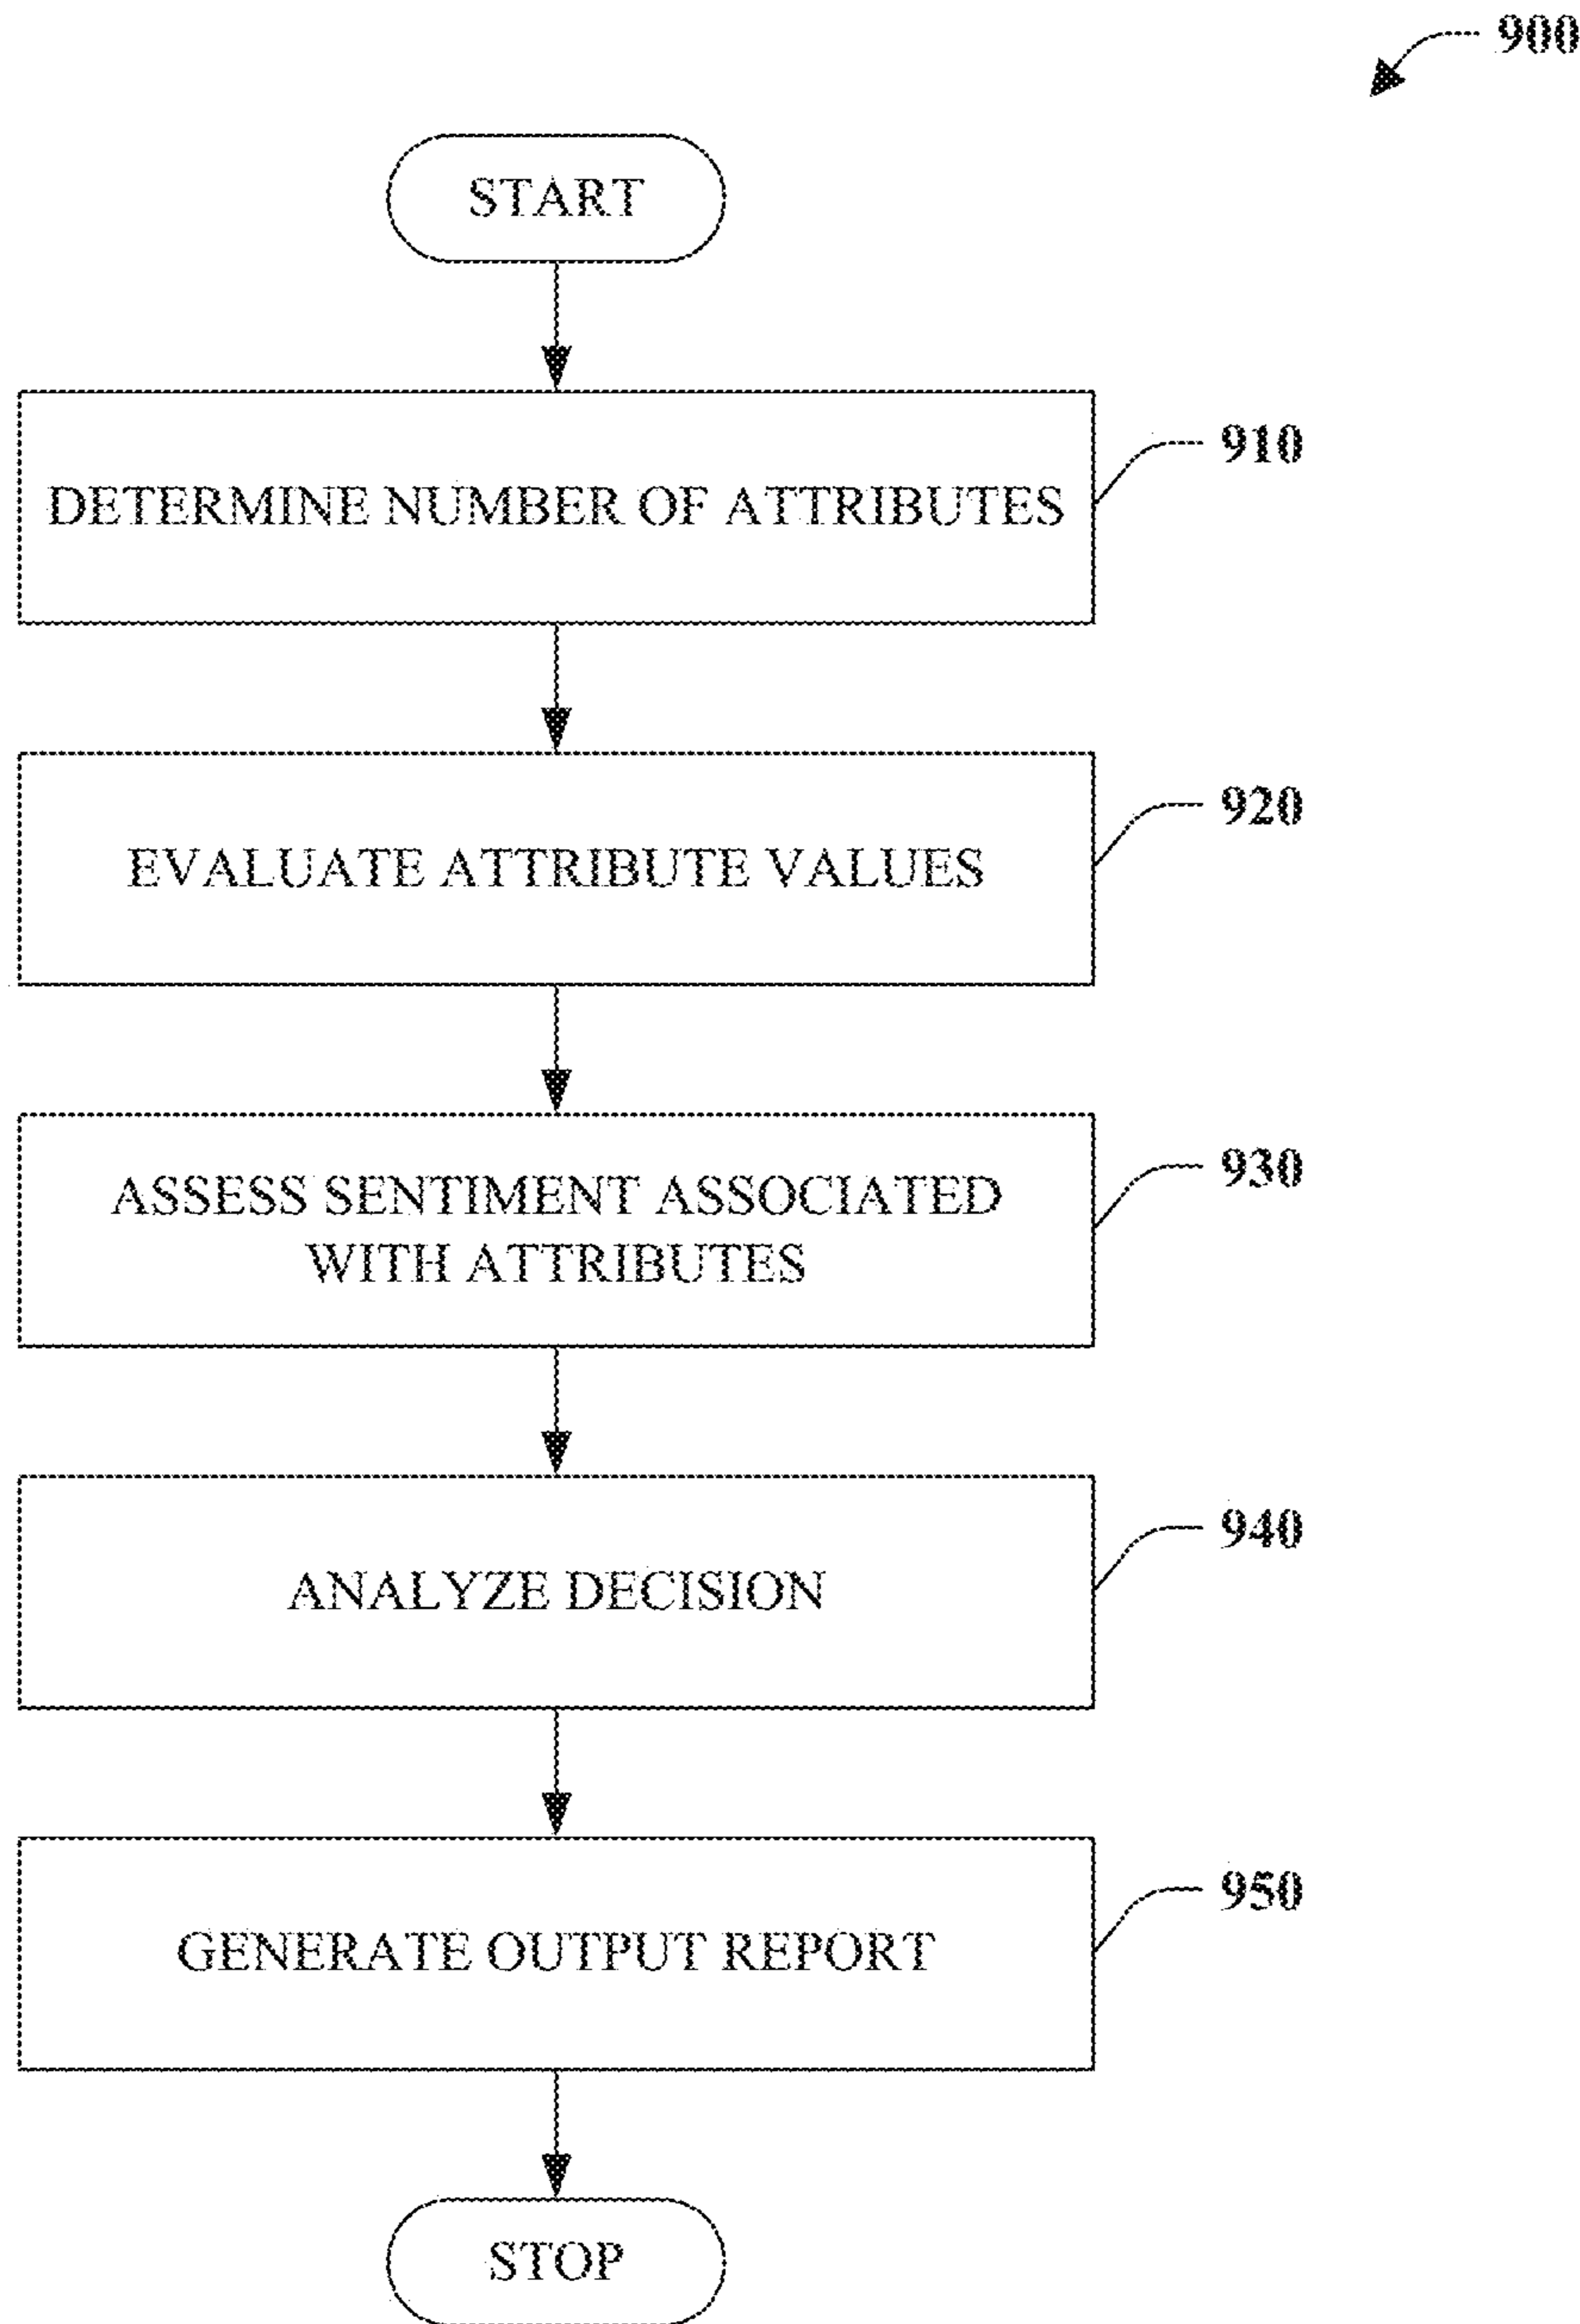 900
START
DETERMINE NUMBER OF ATTRIBUTES
910
EVALUATE ATTRIBUTE VALUES
920
ASSESS SENTIMENT ASSOCIATED
WITH ATTRIBUTES
930
ANALYZE DECISION
940
GENERATE OUTPUT REPORT
950
STOP